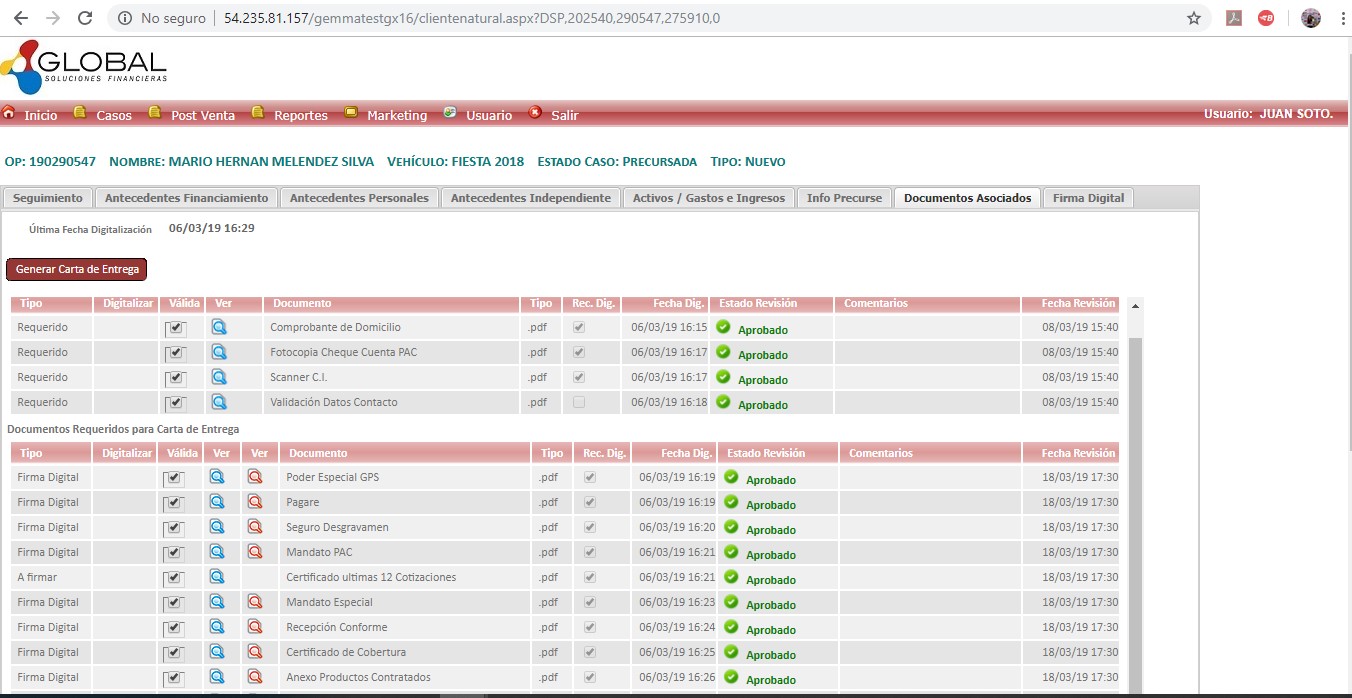 No seguro | 54.235.81.157/gemmatestgx16/clientenatural.aspx?DSP,202540,290547,275910,0
GLOBAL
SOLUCIONES FINANCIERAS
Inicio Casos Post Venta Reportes Marketing Usuario Salir Usuario: JUAN SOTO.
OP: 190290547 NOMBRE: MARIO HERNAN MELENDEZ SILVA VEHÍCULO: FIESTA 2018 ESTADO CASO: PRECURSADA TIPO: NUEVO
Seguimiento Antecedentes Financiamiento Antecedentes Personales Antecedentes Independiente Activos / Gastos e Ingresos Info Precurse Documentos Asociados Firma Digital
Última Fecha Digitalización 06/03/19 16:29
Generar Carta de Entrega
Tipo Digitalizar Válida Ver Documento Tipo Rec. Dig. Fecha Dig. Estado Revisión Comentarios Fecha Revisión
Requerido Comprobante de Domicilio .pdf 06/03/19 16:15 Aprobado 08/03/19 15:40
Requerido Fotocopia Cheque Cuenta PAC .pdf 06/03/19 16:17 Aprobado 08/03/19 15:40
Requerido Scanner C.I. .pdf 06/03/19 16:17 Aprobado 08/03/19 15:40
Requerido Validación Datos Contacto .pdf 06/03/19 16:18 Aprobado 08/03/19 15:40
Documentos Requeridos para Carta de Entrega
Tipo Digitalizar Válida Ver Ver Documento Tipo Rec. Dig. Fecha Dig. Estado Revisión Comentarios Fecha Revisión
Firma Digital Poder Especial GPS .pdf 06/03/19 16:19 Aprobado 18/03/19 17:30
Firma Digital Pagare .pdf 06/03/19 16:19 Aprobado 18/03/19 17:30
Firma Digital Seguro Desgravamen .pdf 06/03/19 16:20 Aprobado 18/03/19 17:30
Firma Digital Mandato PAC .pdf 06/03/19 16:21 Aprobado 18/03/19 17:30
A firmar Certificado ultimas 12 Cotizaciones .pdf 06/03/19 16:21 Aprobado 18/03/19 17:30
Firma Digital Mandato Especial .pdf 06/03/19 16:23 Aprobado 18/03/19 17:30
Firma Digital Recepción Conforme .pdf 06/03/19 16:24 Aprobado 18/03/19 17:30
Firma Digital Certificado de Cobertura .pdf 06/03/19 16:25 Aprobado 18/03/19 17:30
Firma Digital Anexo Productos Contratados .pdf 06/03/19 16:26 Aprobado 18/03/19 17:30